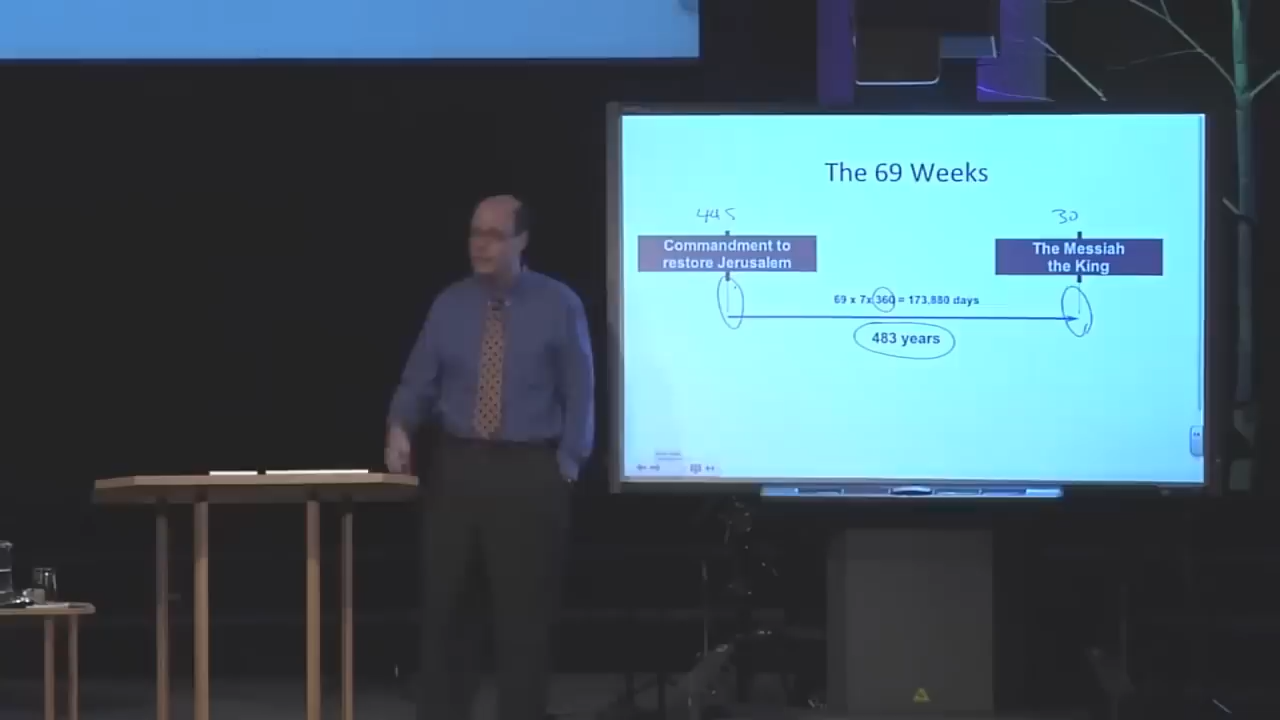 The 69 Weeks
445
30
Commandment to
restore Jerusalem
The Messiah
the King
69 x 7x 360 = 173,880 days
483 years